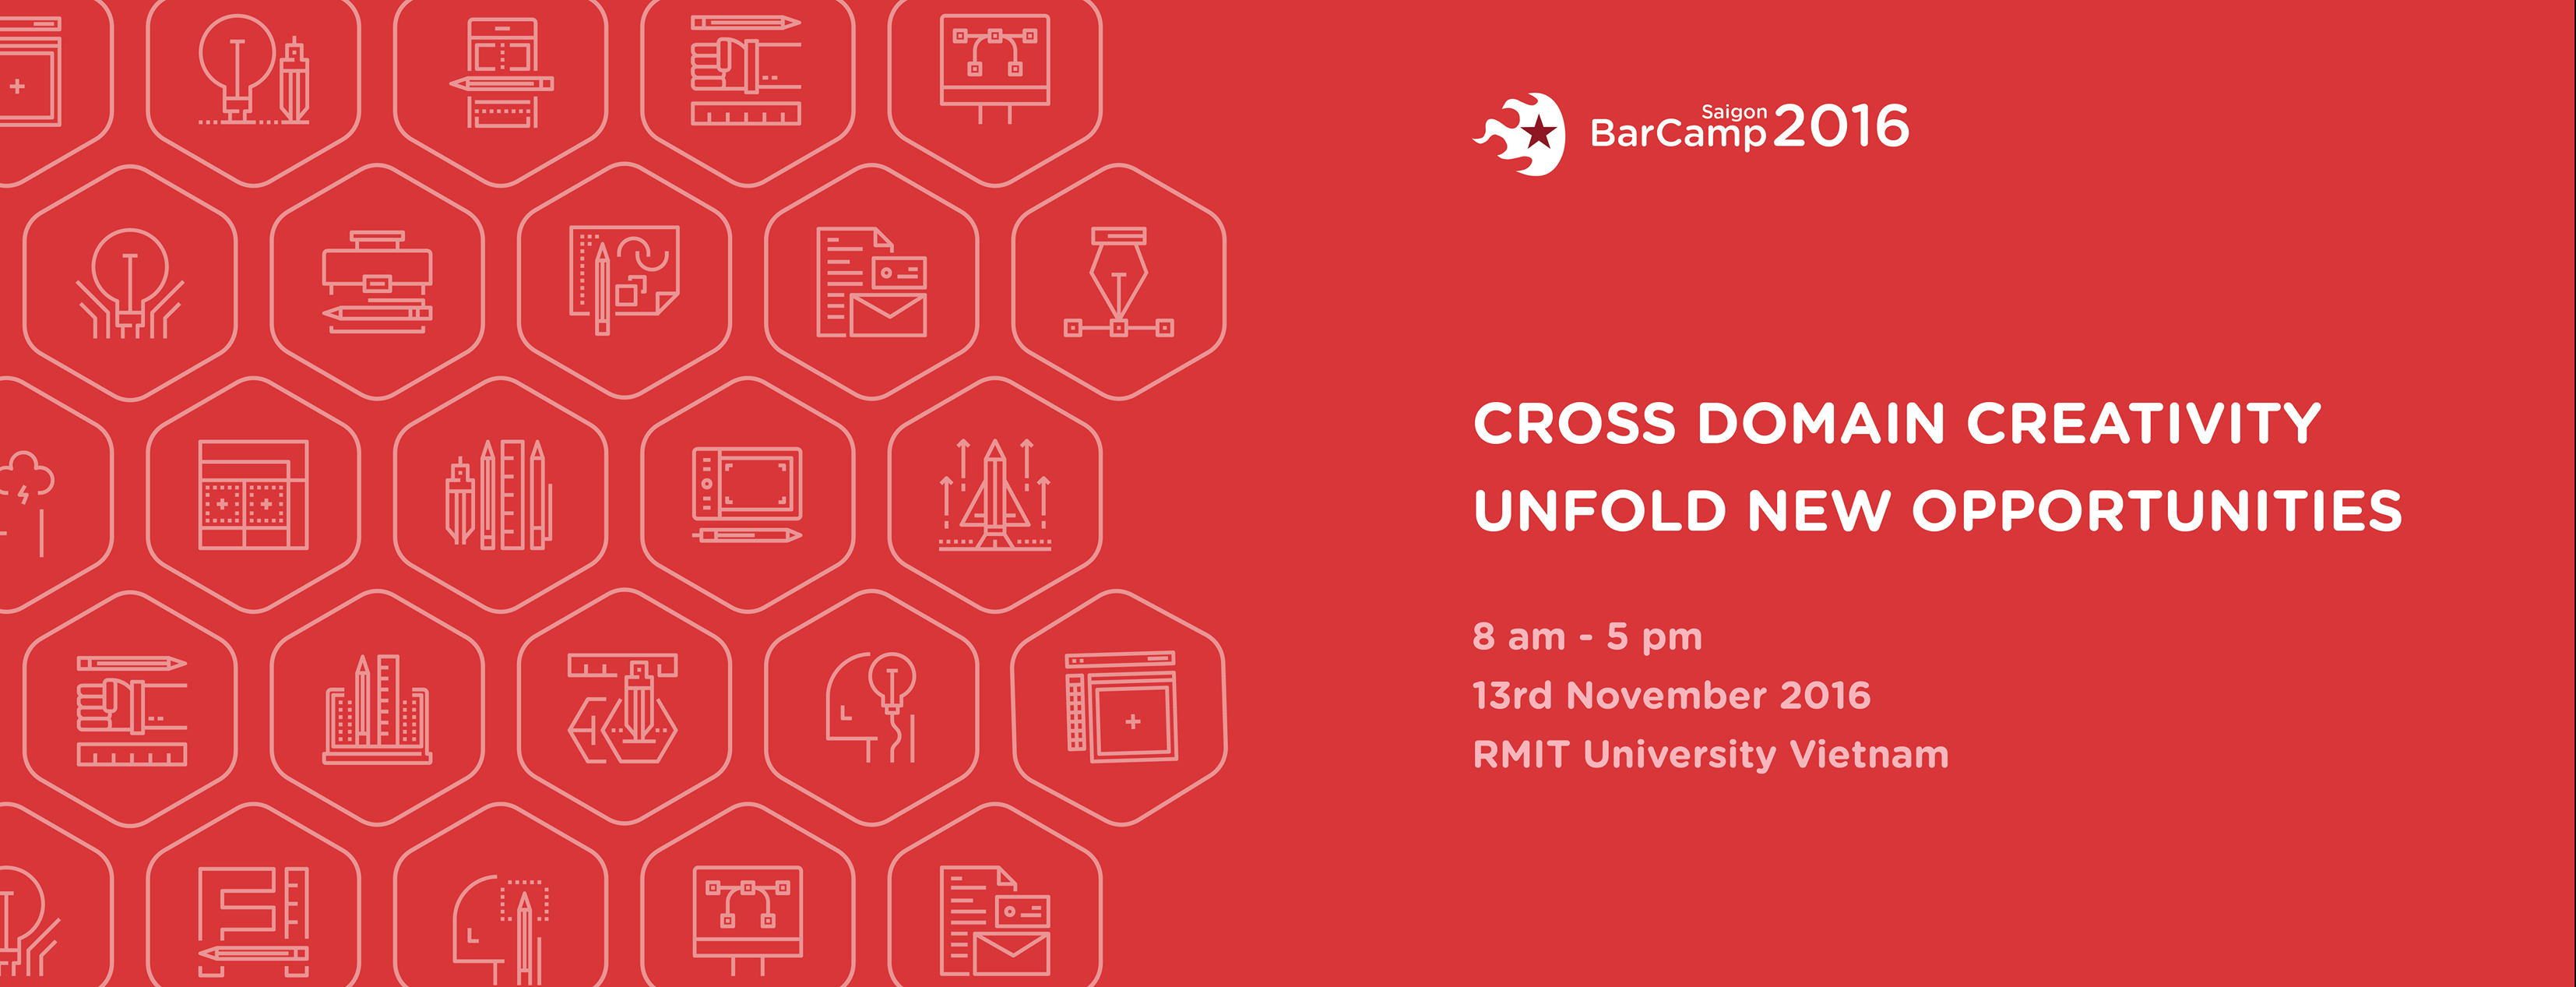 Saigon
BarCamp 2016
CROSS DOMAIN CREATIVITY
UNFOLD NEW OPPORTUNITIES
8 am - 5 pm
13rd November 2016
RMIT University Vietnam